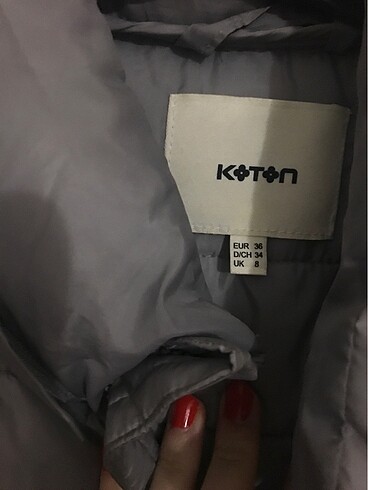 KOTON
EUR 36
D/CH 34
UK 8